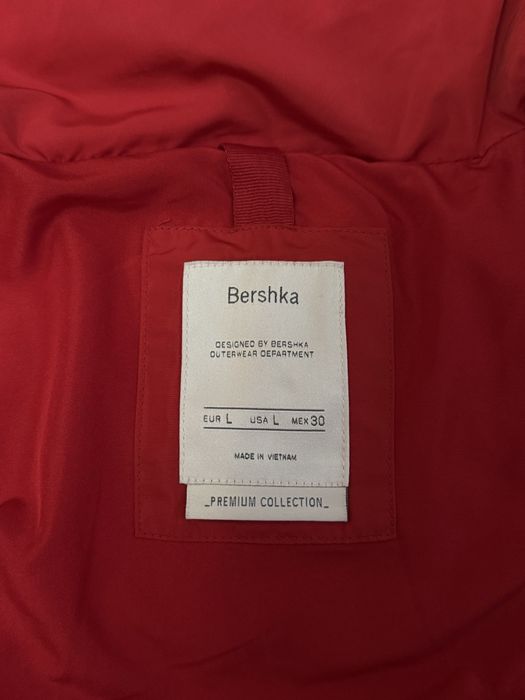 Bershka
DESIGNED BY BERSHKA
OUTERWEAR DEPARTMENT
EUR L USA L MEX 30
MADE IN VIETNAM
_PREMIUM COLLECTION_